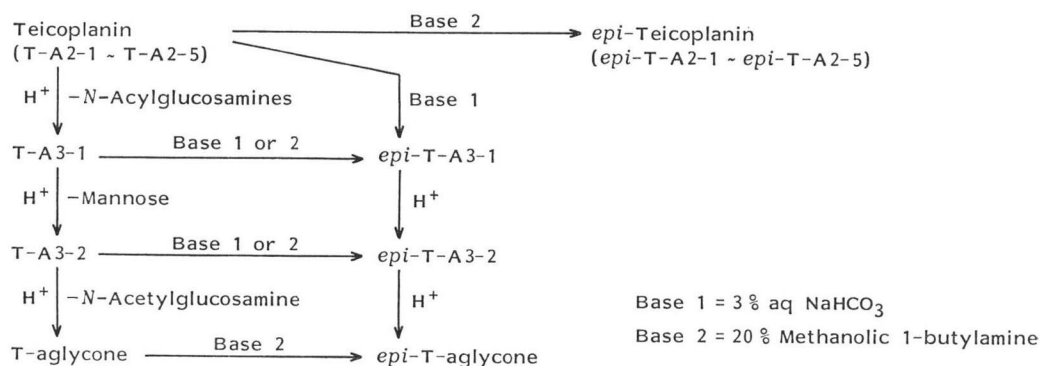 Base 2
Teicoplanin
epi-Teicoplanin
(T-A2-1 ~ T-A2-5)
(epi-T-A2-1 ~ epi-T-A2-5)
H+ -N-Acylglucosamines
Base 1
Base 1 or 2
T-A3-1
epi-T-A3-1
H+ -Mannose
H+
Base 1 or 2
T-A3-2
epi-T-A3-2
H+ -N-Acetylglucosamine
H+
Base 1 = 3 % aq NaHCO3
Base 2
Base 2 = 20 % Methanolic 1-butylamine
T-aglycone
epi-T-aglycone